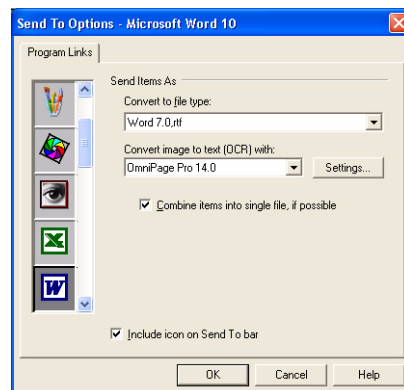 Send To Options - Microsoft Word 10
Program Links
Send Items As
Convert to file type:
Word 7.0,rtf
Convert image to text (OCR) with:
OmniPage Pro 14.0
Settings...
Combine items into single file, if possible
Include icon on Send To bar
OK Cancel Help